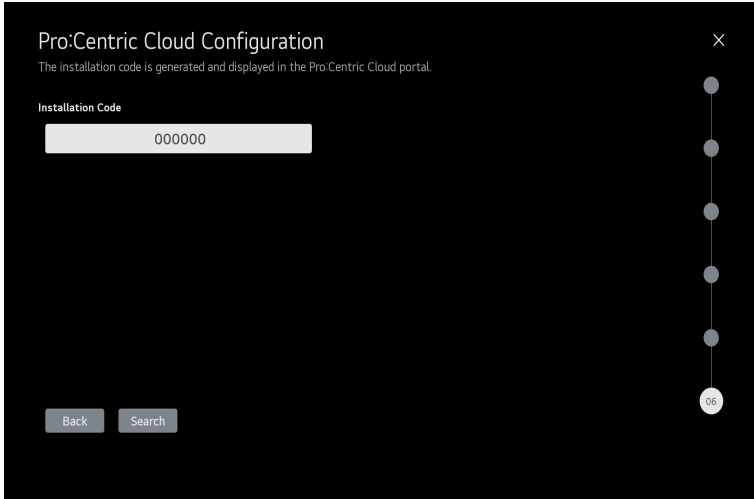 Pro:Centric Cloud Configuration
The installation code is generated and displayed in the Pro:Centric Cloud portal.
Installation Code
000000
06
Back Search